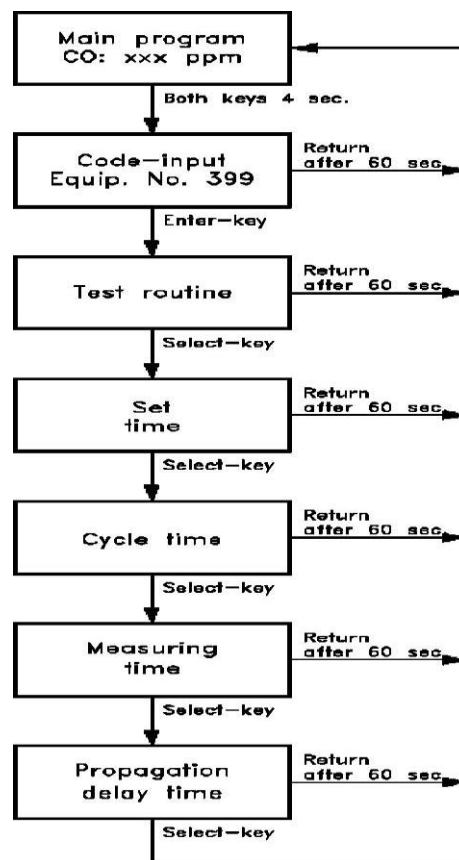 Main program
CO: xxx ppm
Both keys 4 sec.
Code-input
Equip. No. 399
Return
after 60 sec
Enter-key
Test routine
Return
after 60 sec
Select-key
Set
time
Return
after 60 sec
Select-key
Cycle time
Return
after 60 sec
Select-key
Measuring
time
Return
after 60 sec
Select-key
Propagation
delay time
Return
after 60 sec
Select-key